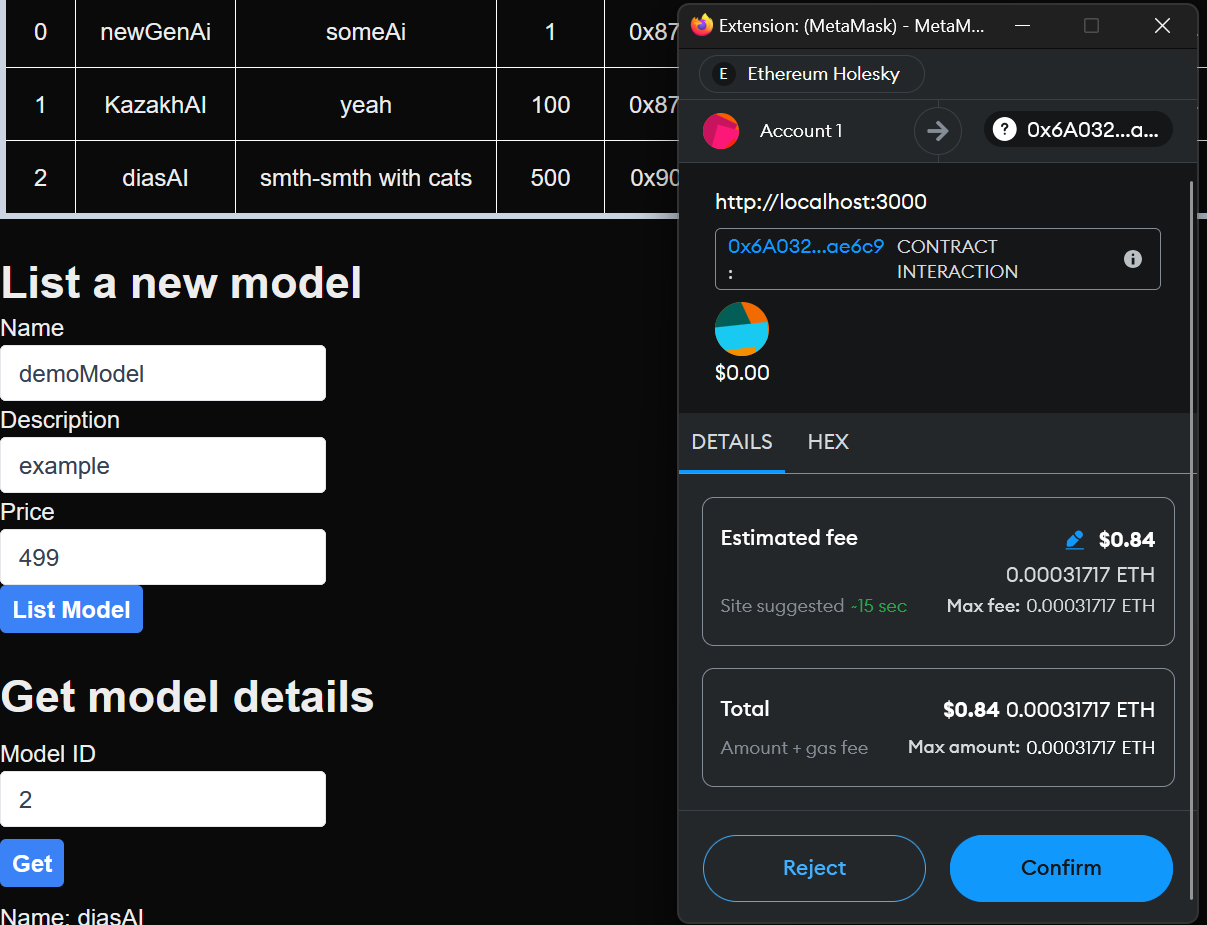 0 newGenAi someAi 1 0x87
1 KazakhAI yeah 100 0x87
2 diasAI smth-smth with cats 500 0x90
List a new model
Name
demoModel
Description
example
Price
499
List Model
Get model details
Model ID
2
Get
Name: diasAI
Extension: (MetaMask) - MetaM...
E Ethereum Holesky
Account 1 ? 0x6A032...a...
http://localhost:3000
0x6A032...ae6c9 CONTRACT
: INTERACTION
$0.00
DETAILS HEX
Estimated fee $0.84
0.00031717 ETH
Site suggested ~15 sec Max fee: 0.00031717 ETH
Total $0.84 0.00031717 ETH
Amount + gas fee Max amount: 0.00031717 ETH
Reject Confirm